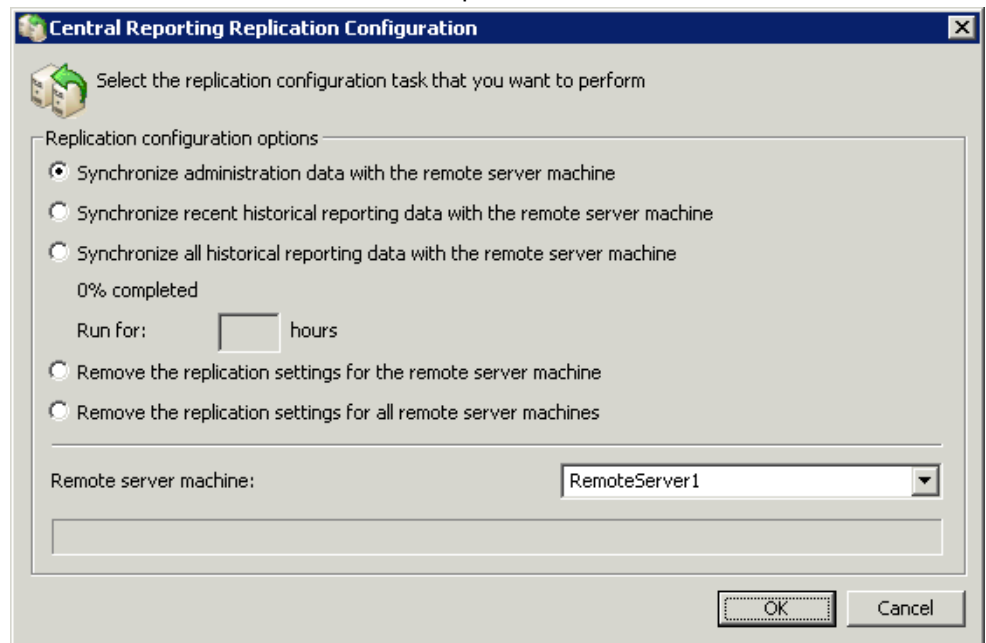 Central Reporting Replication Configuration
Select the replication configuration task that you want to perform
Replication configuration options
Synchronize administration data with the remote server machine
Synchronize recent historical reporting data with the remote server machine
Synchronize all historical reporting data with the remote server machine
0% completed
Run for: hours
Remove the replication settings for the remote server machine
Remove the replication settings for all remote server machines
Remote server machine: RemoteServer1
OK Cancel